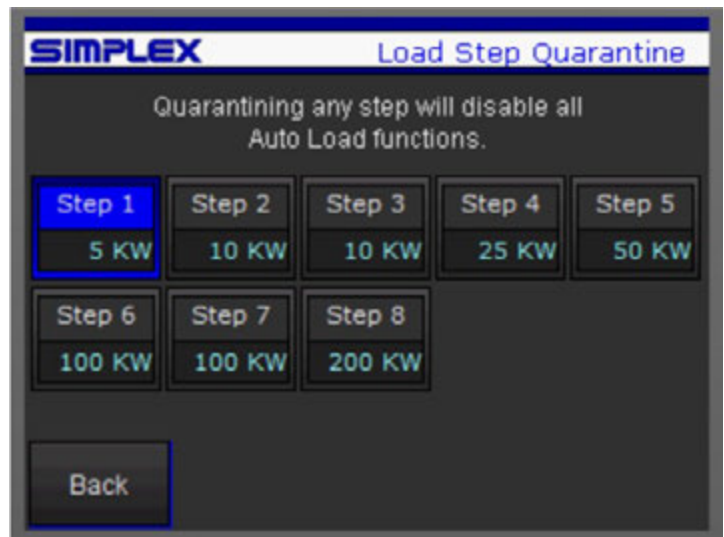 SIMPLEX Load Step Quarantine
Quarantining any step will disable all
Auto Load functions.
Step 1 Step 2 Step 3 Step 4 Step 5
5 KW 10 KW 10 KW 25 KW 50 KW
Step 6 Step 7 Step 8
100 KW 100 KW 200 KW
Back